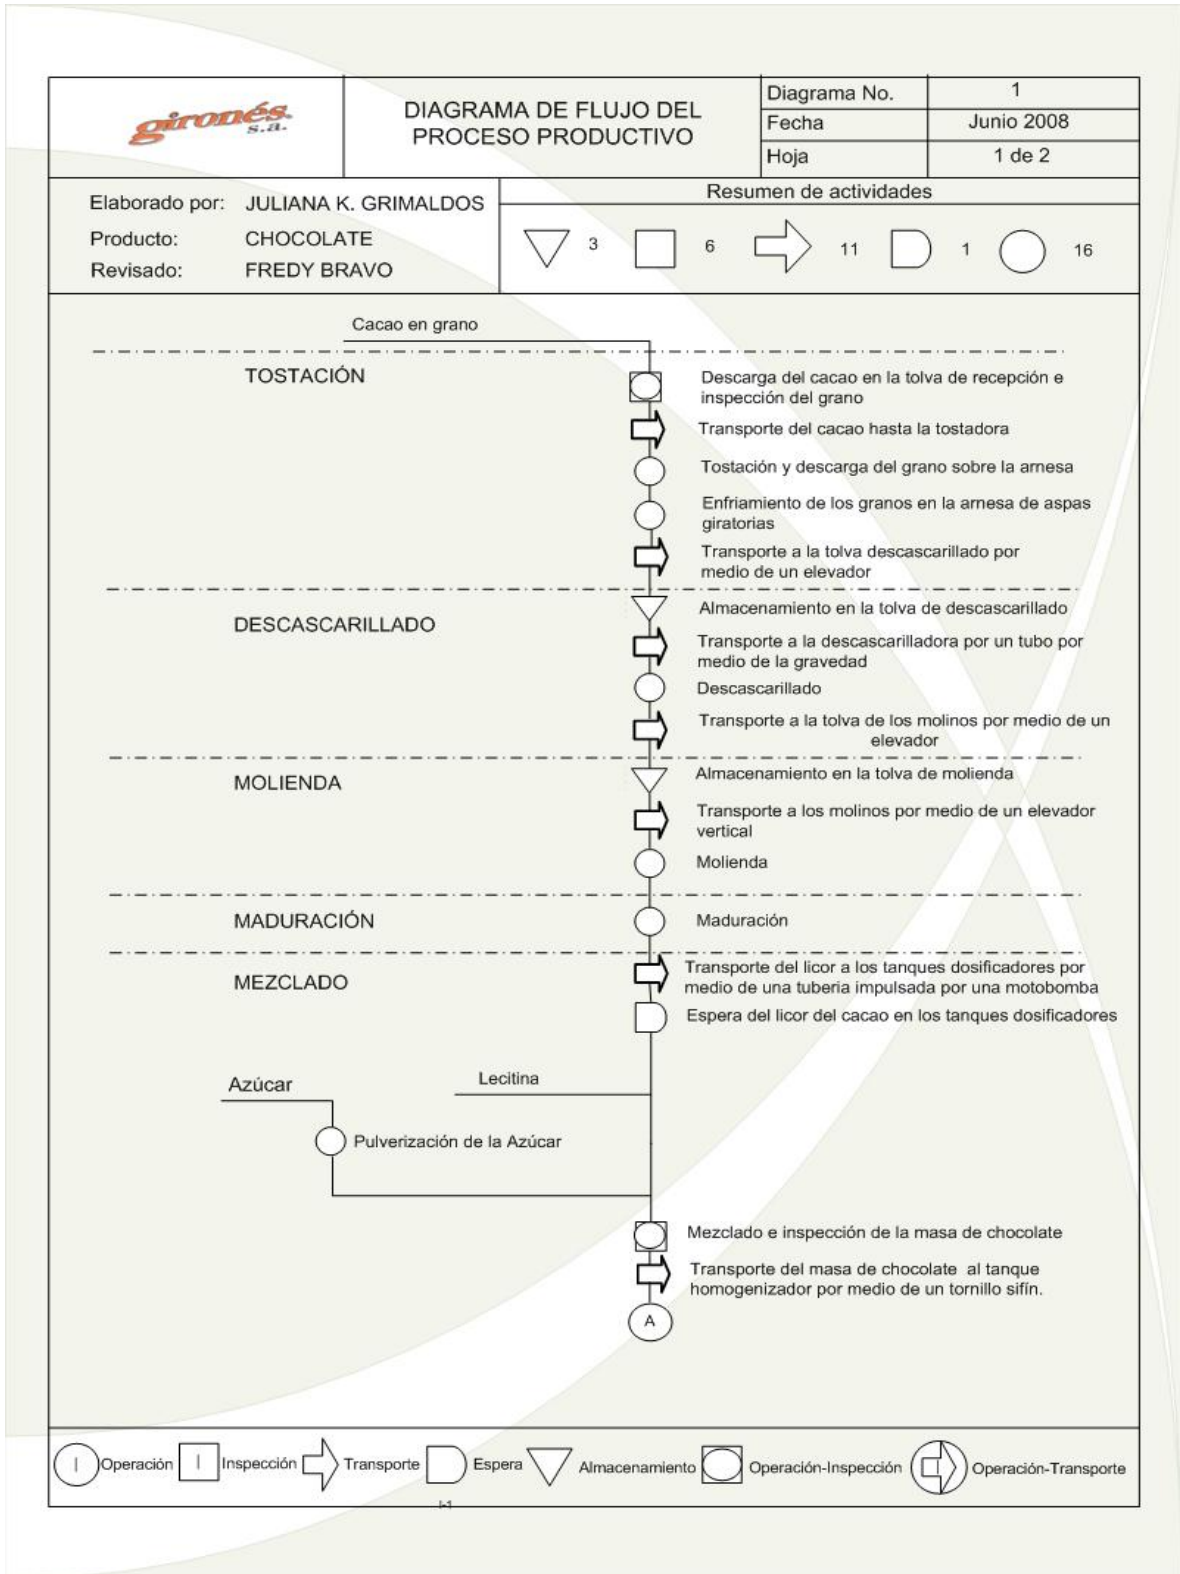 gironés
s.a.
DIAGRAMA DE FLUJO DEL
PROCESO PRODUCTIVO
Diagrama No. 1
Fecha Junio 2008
Hoja 1 de 2
Elaborado por: JULIANA K. GRIMALDOS
Producto: CHOCOLATE
Revisado: FREDY BRAVO
Resumen de actividades
3 6 11 1 16
Cacao en grano
TOSTACIÓN
Descarga del cacao en la tolva de recepción e
inspección del grano
Transporte del cacao hasta la tostadora
Tostación y descarga del grano sobre la arnesa
Enfriamiento de los granos en la arnesa de aspas
giratorias
Transporte a la tolva descascarillado por
medio de un elevador
DESCASCARILLADO
Almacenamiento en la tolva de descascarillado
Transporte a la descascarilladora por un tubo por
medio de la gravedad
Descascarillado
Transporte a la tolva de los molinos por medio de un
elevador
MOLIENDA
Almacenamiento en la tolva de molienda
Transporte a los molinos por medio de un elevador
vertical
Molienda
MADURACIÓN
Maduración
MEZCLADO
Transporte del licor a los tanques dosificadores por
medio de una tuberia impulsada por una motobomba
Espera del licor del cacao en los tanques dosificadores
Azúcar
Lecitina
Pulverización de la Azúcar
Mezclado e inspección de la masa de chocolate
Transporte del masa de chocolate al tanque
homogenizador por medio de un tornillo sifín.
A
I Operación I Inspección Transporte Espera Almacenamiento Operación-Inspección Operación-Transporte
I-1